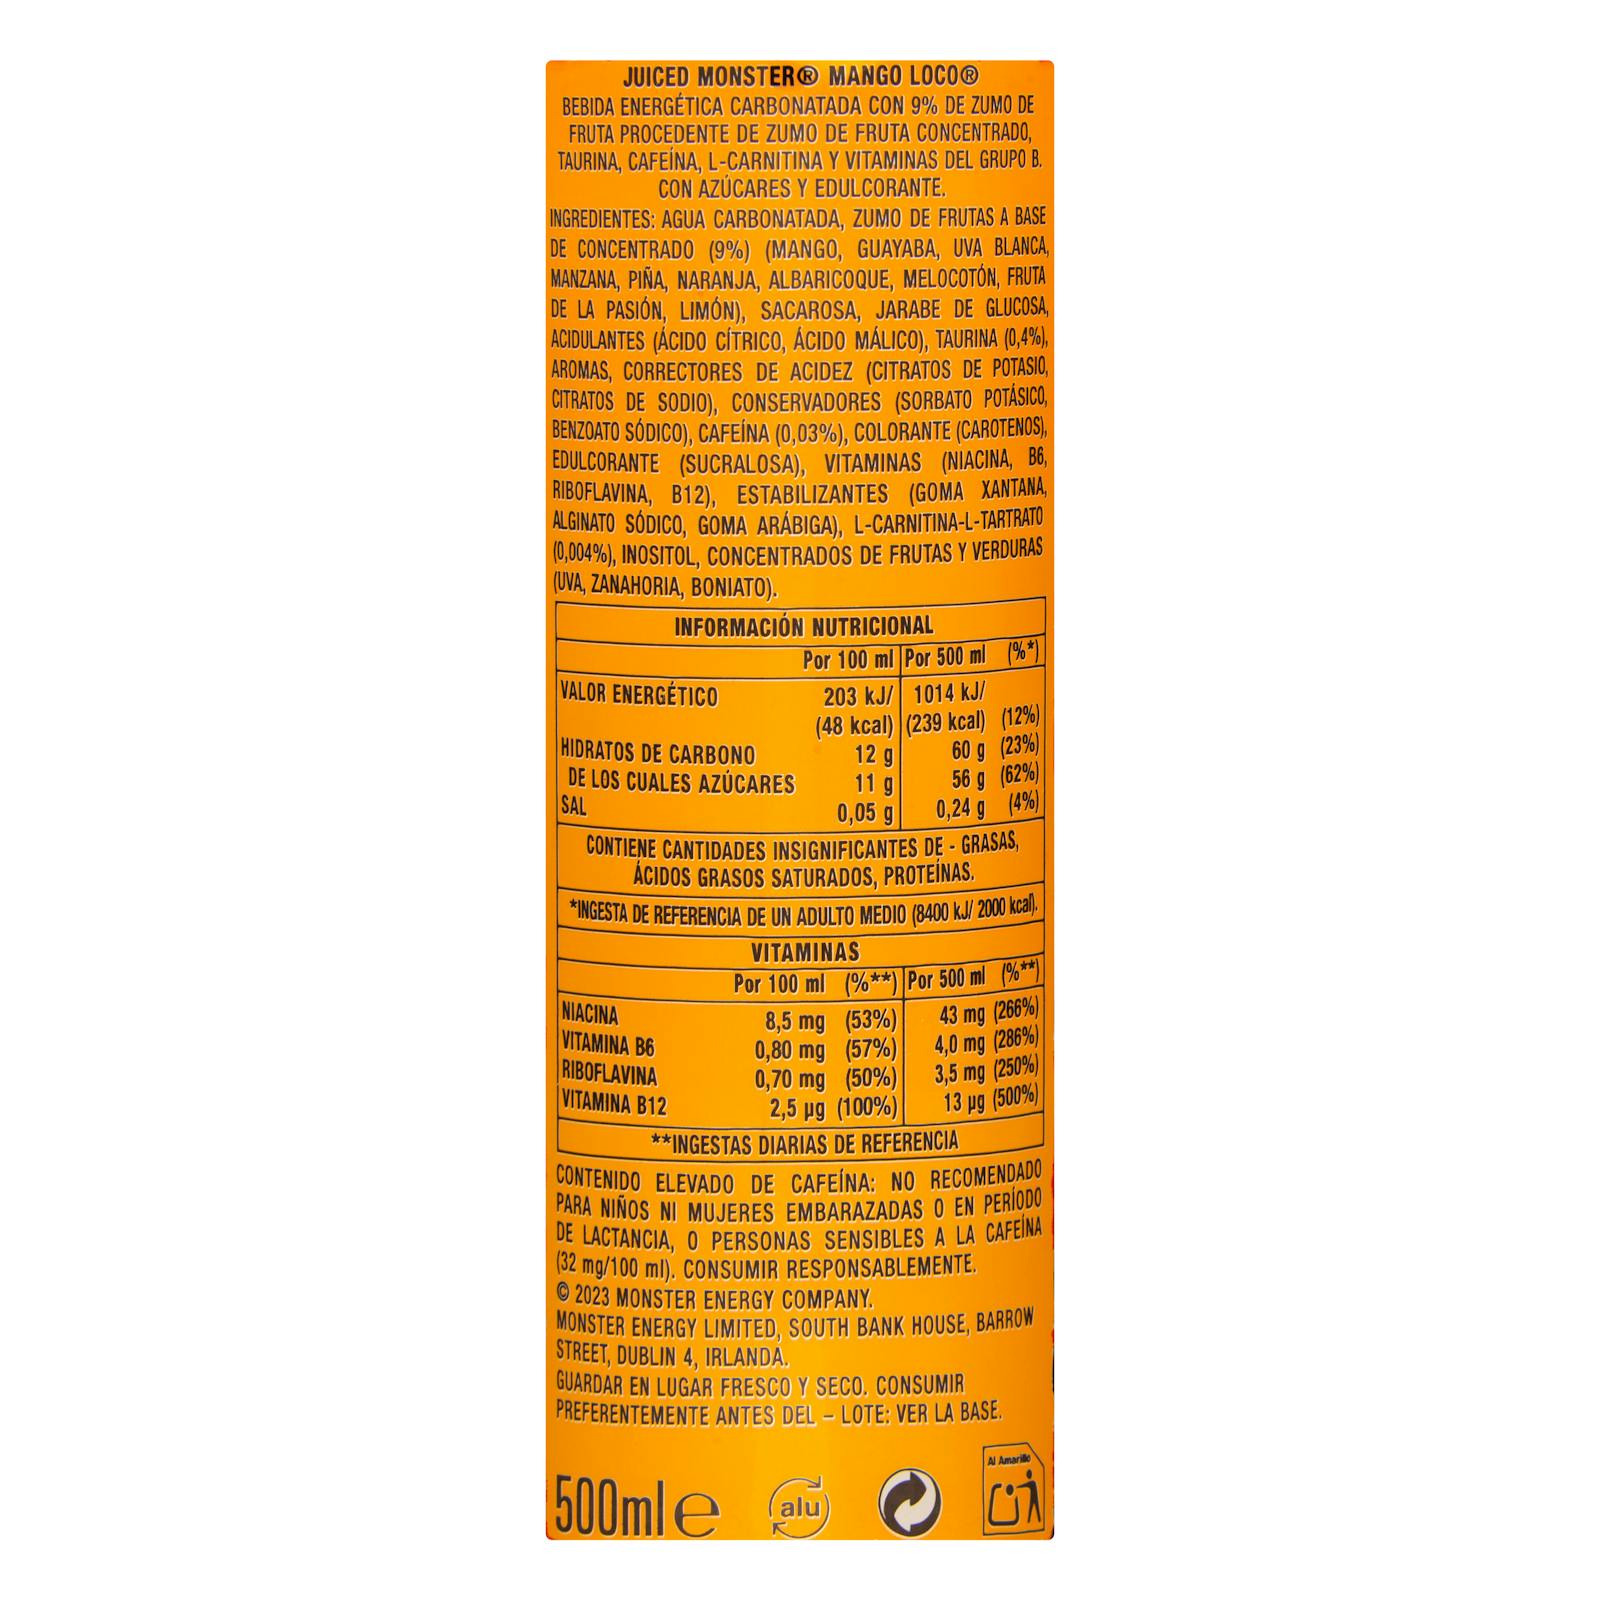 JUICED MONSTER® MANGO LOCO®
BEBIDA ENERGÉTICA CARBONATADA CON 9% DE ZUMO DE
FRUTA PROCEDENTE DE ZUMO DE FRUTA CONCENTRADO,
TAURINA, CAFEÍNA, L-CARNITINA Y VITAMINAS DEL GRUPO B.
CON AZÚCARES Y EDULCORANTE.
INGREDIENTES: AGUA CARBONATADA, ZUMO DE FRUTAS A BASE
DE CONCENTRADO (9%) (MANGO, GUAYABA, UVA BLANCA,
MANZANA, PIÑA, NARANJA, ALBARICOQUE, MELOCOTÓN, FRUTA
DE LA PASIÓN, LIMÓN), SACAROSA, JARABE DE GLUCOSA,
ACIDULANTES (ÁCIDO CÍTRICO, ÁCIDO MÁLICO), TAURINA (0,4%),
AROMAS, CORRECTORES DE ACIDEZ (CITRATOS DE POTASIO,
CITRATOS DE SODIO), CONSERVADORES (SORBATO POTÁSICO,
BENZOATO SÓDICO), CAFEÍNA (0,03%), COLORANTE (CAROTENOS),
EDULCORANTE (SUCRALOSA), VITAMINAS (NIACINA, B6,
RIBOFLAVINA, B12), ESTABILIZANTES (GOMA XANTANA,
ALGINATO SÓDICO, GOMA ARÁBIGA), L-CARNITINA-L-TARTRATO
(0,004%), INOSITOL, CONCENTRADOS DE FRUTAS Y VERDURAS
(UVA, ZANAHORIA, BONIATO).
INFORMACIÓN NUTRICIONAL
Por 100 ml Por 500 ml (%*)
VALOR ENERGÉTICO 203 kJ/ 1014 kJ/
(48 kcal) (239 kcal) (12%)
HIDRATOS DE CARBONO 12 g 60 g (23%)
DE LOS CUALES AZÚCARES 11 g 56 g (62%)
SAL 0,05 g 0,24 g (4%)
CONTIENE CANTIDADES INSIGNIFICANTES DE - GRASAS,
ÁCIDOS GRASOS SATURADOS, PROTEÍNAS.
*INGESTA DE REFERENCIA DE UN ADULTO MEDIO (8400 kJ/ 2000 kcal).
VITAMINAS
Por 100 ml (%**) Por 500 ml (%**)
NIACINA 8,5 mg (53%) 43 mg (266%)
VITAMINA B6 0,80 mg (57%) 4,0 mg (286%)
RIBOFLAVINA 0,70 mg (50%) 3,5 mg (250%)
VITAMINA B12 2,5 µg (100%) 13 µg (500%)
**INGESTAS DIARIAS DE REFERENCIA
CONTENIDO ELEVADO DE CAFEÍNA: NO RECOMENDADO
PARA NIÑOS NI MUJERES EMBARAZADAS O EN PERÍODO
DE LACTANCIA, O PERSONAS SENSIBLES A LA CAFEÍNA
(32 mg/100 ml). CONSUMIR RESPONSABLEMENTE.
© 2023 MONSTER ENERGY COMPANY.
MONSTER ENERGY LIMITED, SOUTH BANK HOUSE, BARROW
STREET, DUBLIN 4, IRLANDA.
GUARDAR EN LUGAR FRESCO Y SECO. CONSUMIR
PREFERENTEMENTE ANTES DEL – LOTE: VER LA BASE.
Al Amarillo
500ml e alu